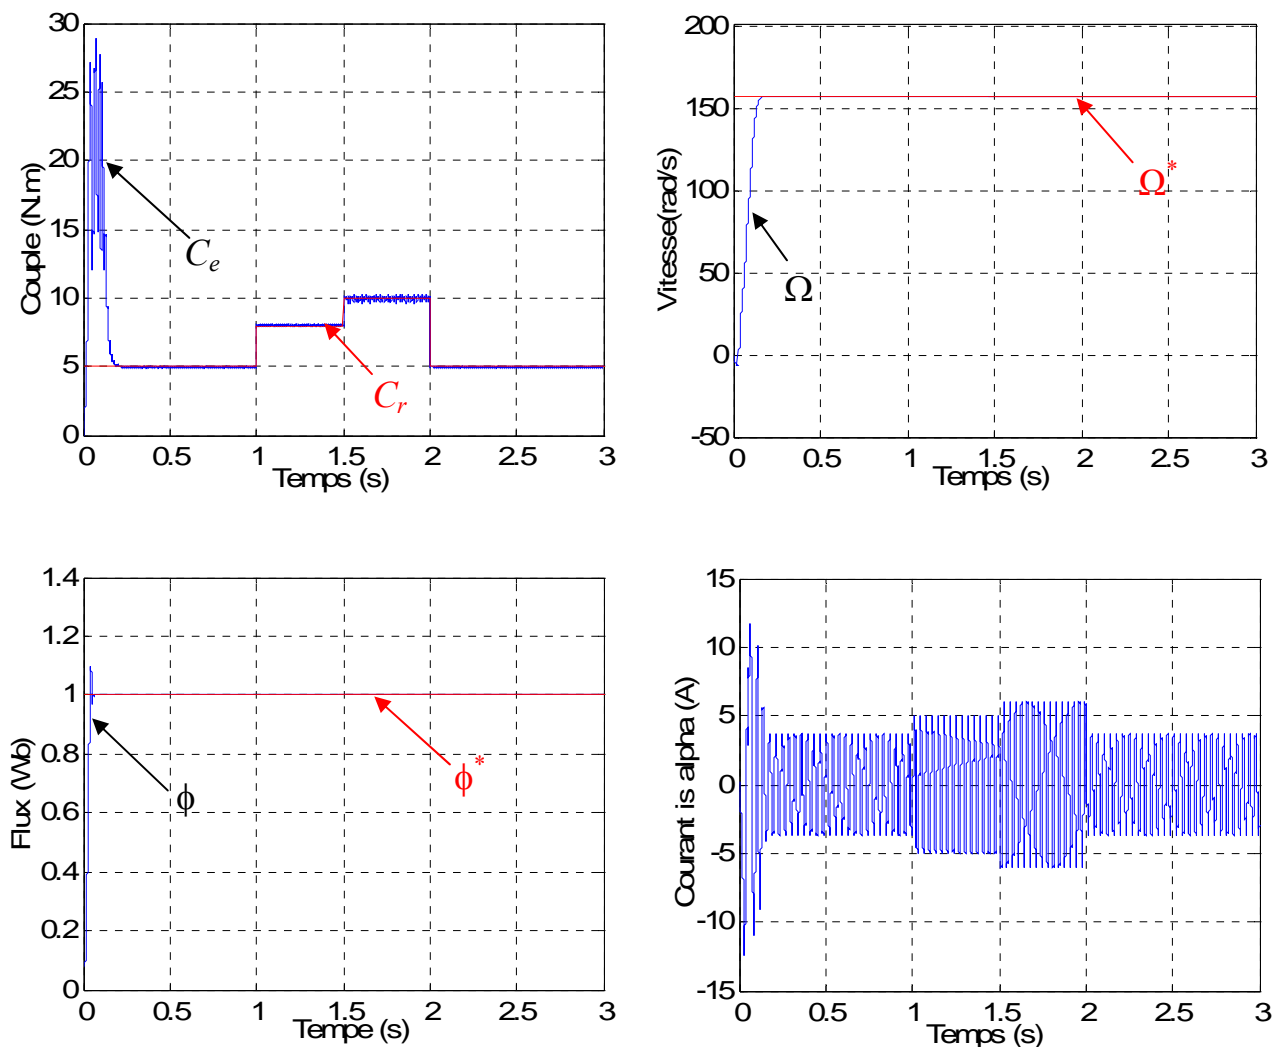 30
25
20
15
10
5
0
Couple (N.m)
C_e
C_r
0 0.5 1 1.5 2 2.5 3
Temps (s)
200
150
100
50
0
-50
Vitesse(rad/s)
Ω*
Ω
0 0.5 1 1.5 2 2.5 3
Temps (s)
1.4
1.2
1
0.8
0.6
0.4
0.2
0
Flux (Wb)
ϕ
ϕ*
0 0.5 1 1.5 2 2.5 3
Tempe (s)
15
10
5
0
-5
-10
-15
Courant is alpha (A)
0 0.5 1 1.5 2 2.5 3
Temps (s)